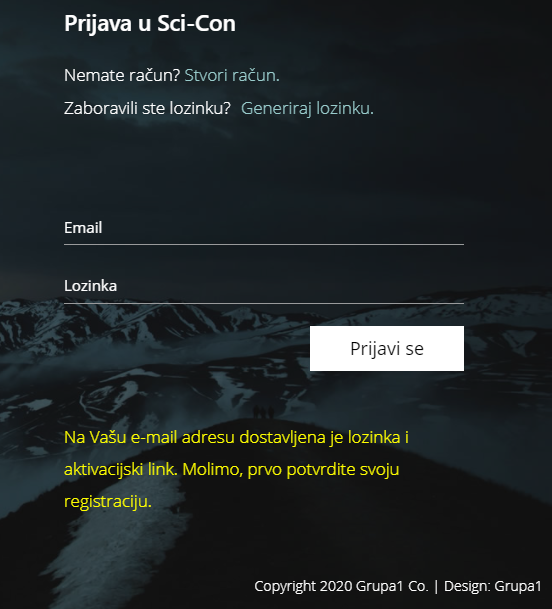 Prijava u Sci-Con
Nemate račun? Stvori račun.
Zaboravili ste lozinku? Generiraj lozinku.
Email
Lozinka
Prijavi se
Na Vašu e-mail adresu dostavljena je lozinka i
aktivacijski link. Molimo, prvo potvrdite svoju
registraciju.
Copyright 2020 Grupa1 Co. | Design: Grupa1